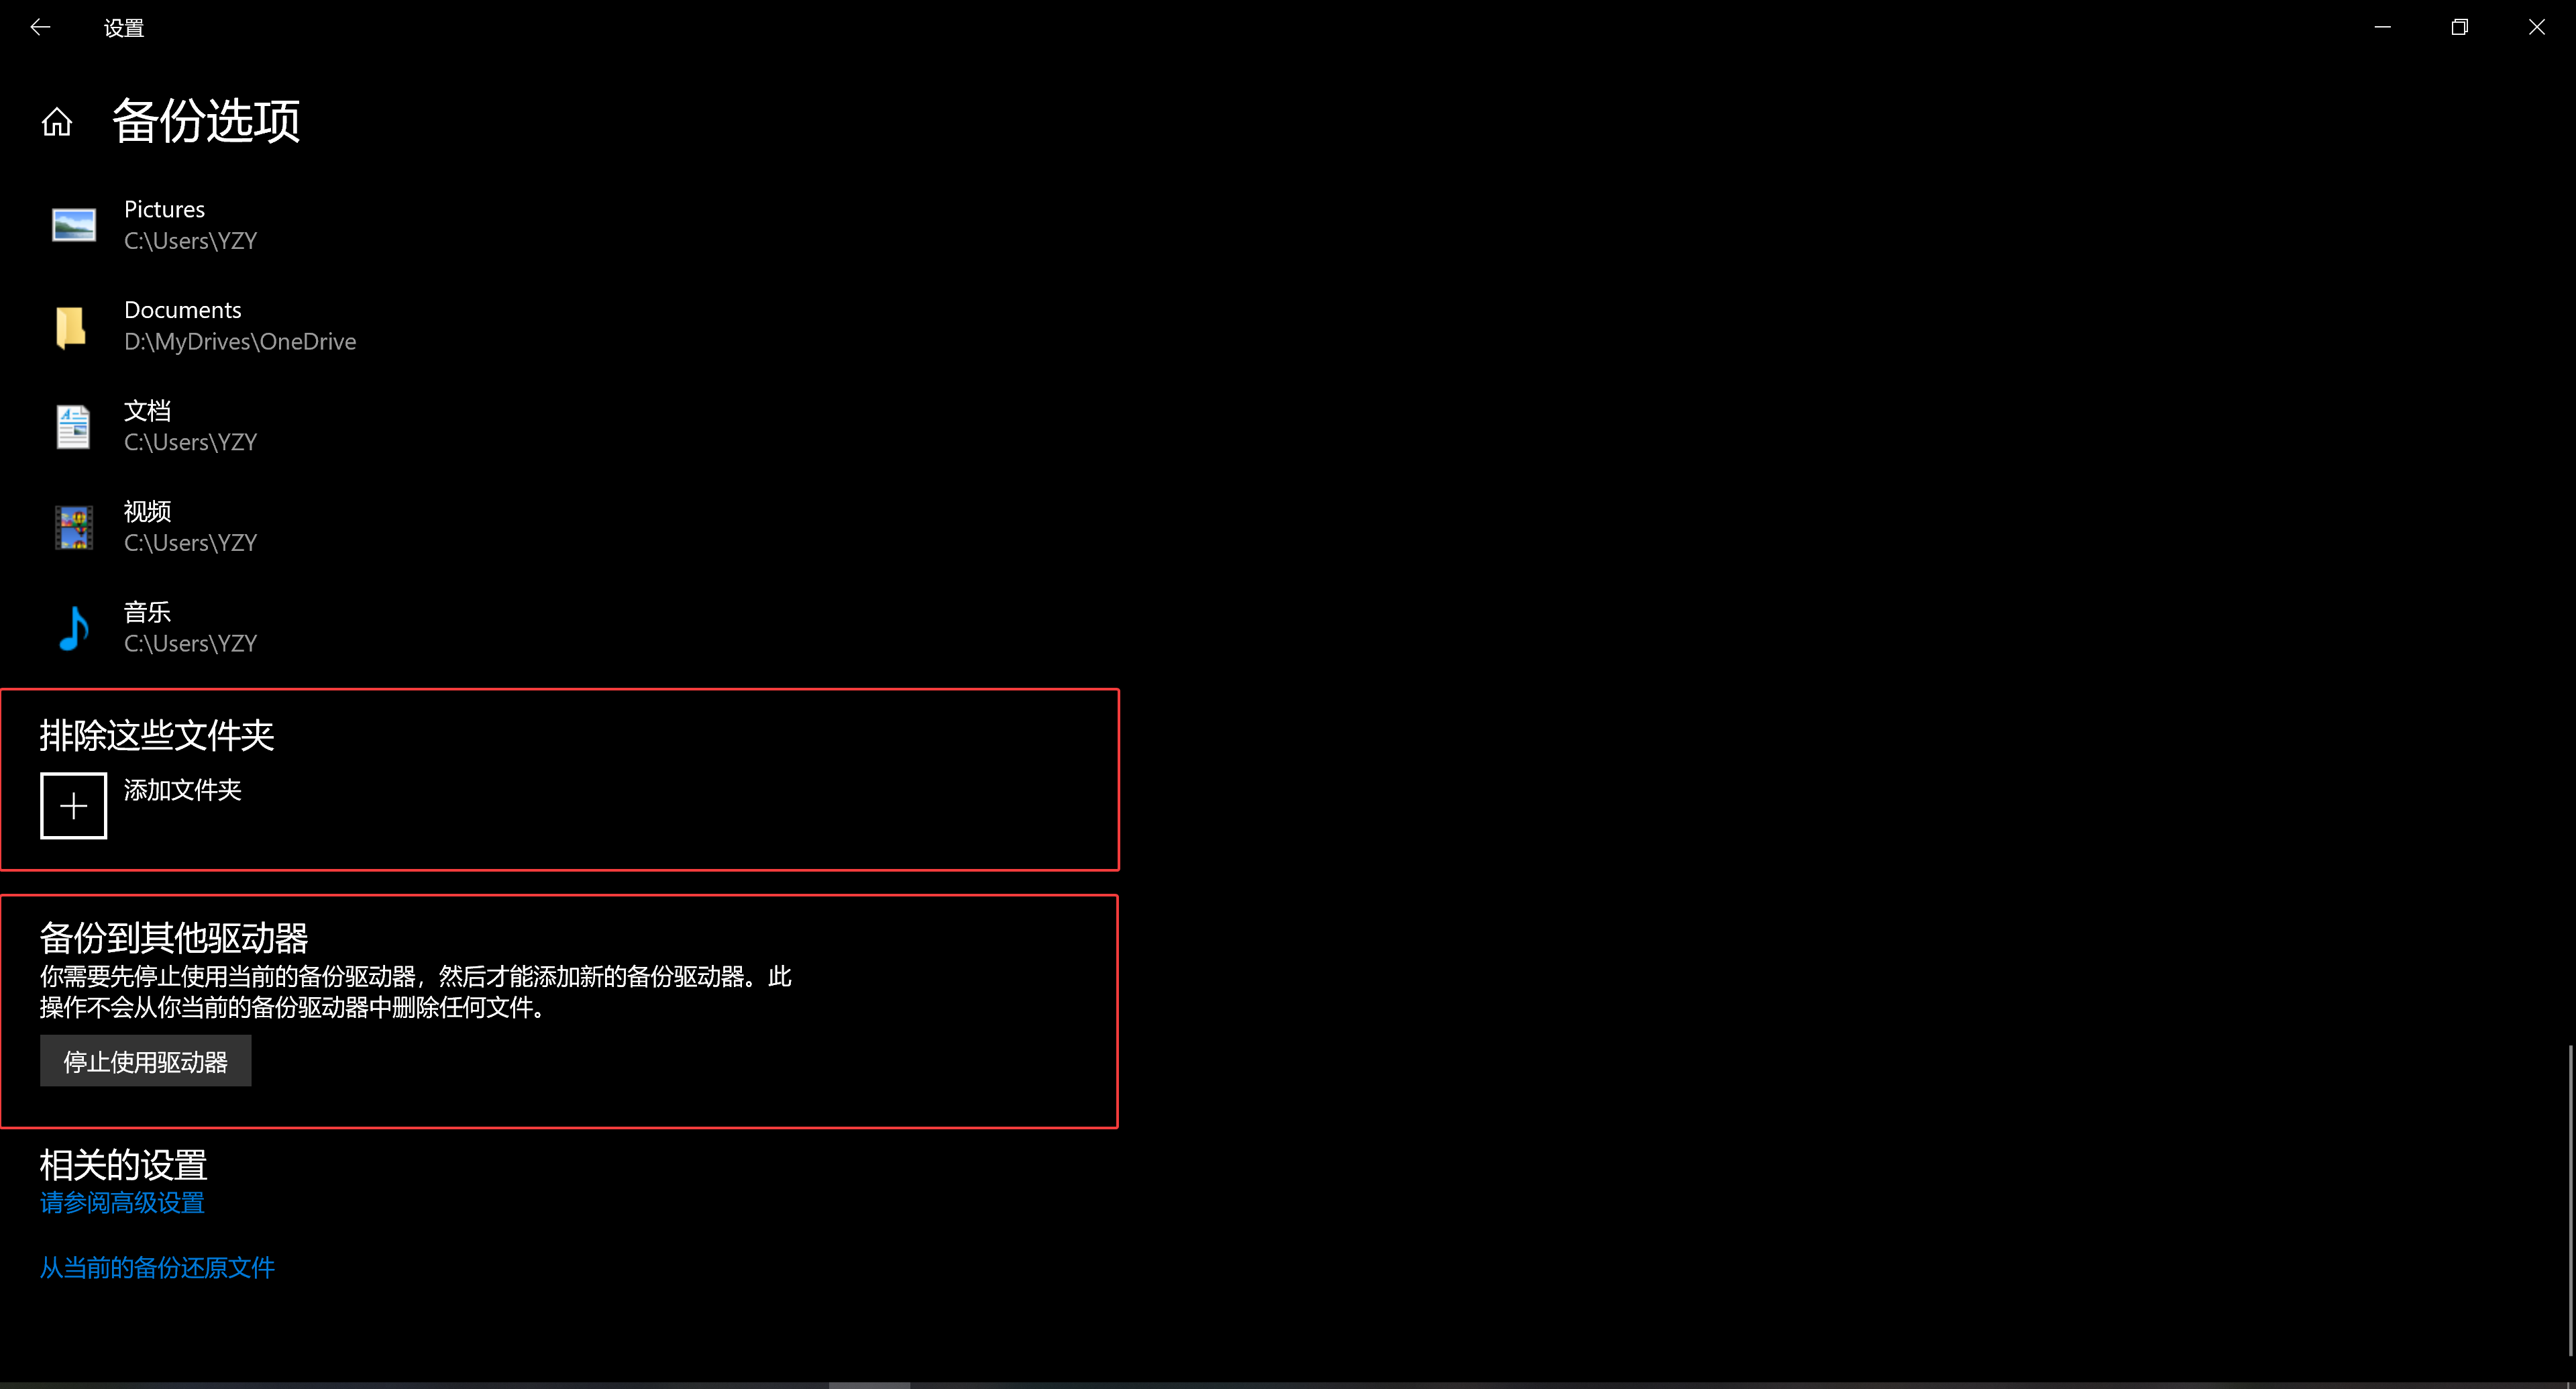 设置
备份选项
Pictures
C:\Users\YZY
Documents
D:\MyDrives\OneDrive
文档
C:\Users\YZY
视频
C:\Users\YZY
音乐
C:\Users\YZY
排除这些文件夹
添加文件夹
备份到其他驱动器
你需要先停止使用当前的备份驱动器，然后才能添加新的备份驱动器。此
操作不会从你当前的备份驱动器中删除任何文件。
停止使用驱动器
相关的设置
请参阅高级设置
从当前的备份还原文件